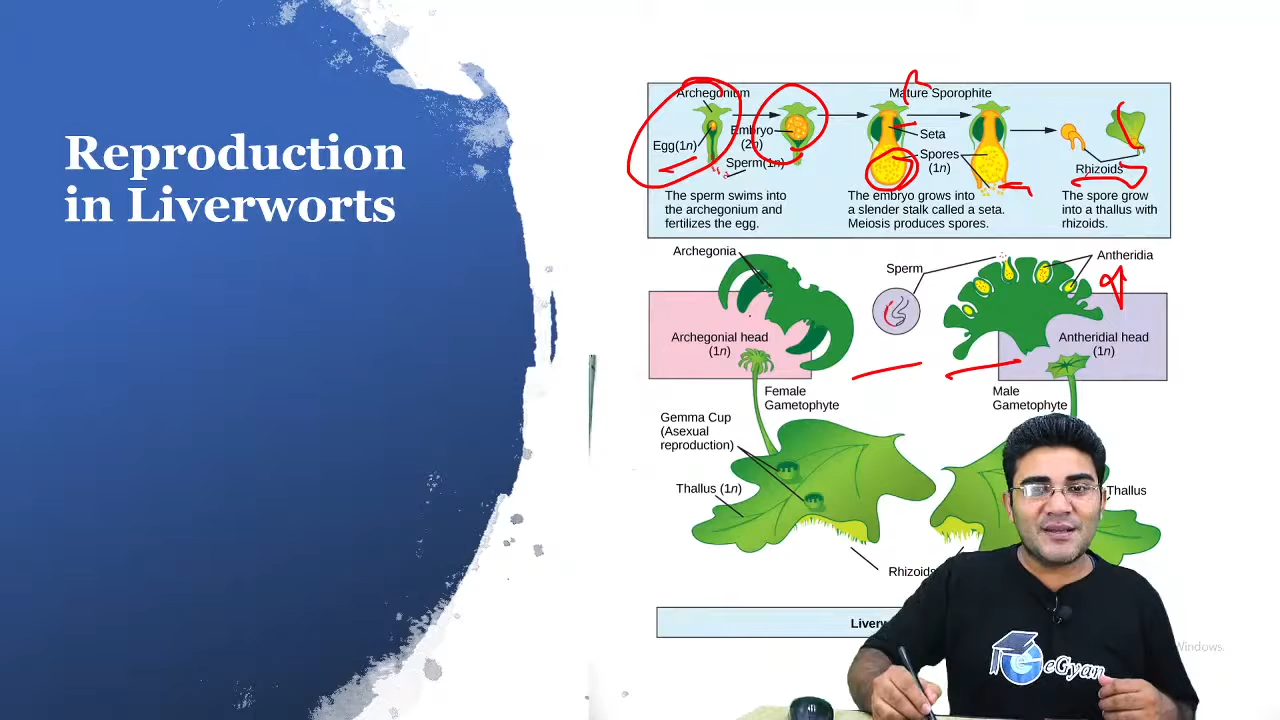 Reproduction
in Liverworts
Archegonium
Mature Sporophite
Embryo
(2n)
Egg(1n)
Sperm(1n)
Seta
Spores
(1n)
Rhizoids
The sperm swims into
the archegonium and
fertilizes the egg.
The embryo grows into
a slender stalk called a seta.
Meiosis produces spores.
The spore grow
into a thallus with
rhizoids.
Archegonia
Sperm
Antheridia
Archegonial head
(1n)
Antheridial head
(1n)
Female
Gametophyte
Male
Gametophyte
Gemma Cup
(Asexual
reproduction)
Thallus (1n)
Thallus
Rhizoids
Windows.
eGyan